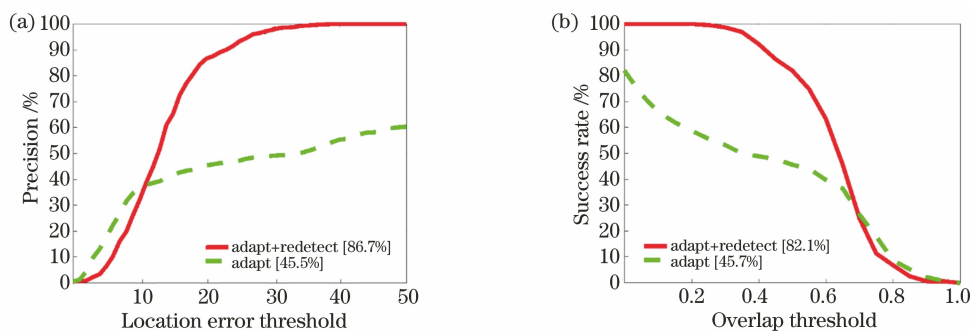 (a)
Precision /%
100
90
80
70
60
50
40
30
20
10
0
10 20 30 40 50
Location error threshold
adapt+redetect [86.7%]
adapt [45.5%]
(b)
Success rate /%
100
90
80
70
60
50
40
30
20
10
0
0.2 0.4 0.6 0.8 1.0
Overlap threshold
adapt+redetect [82.1%]
adapt [45.7%]